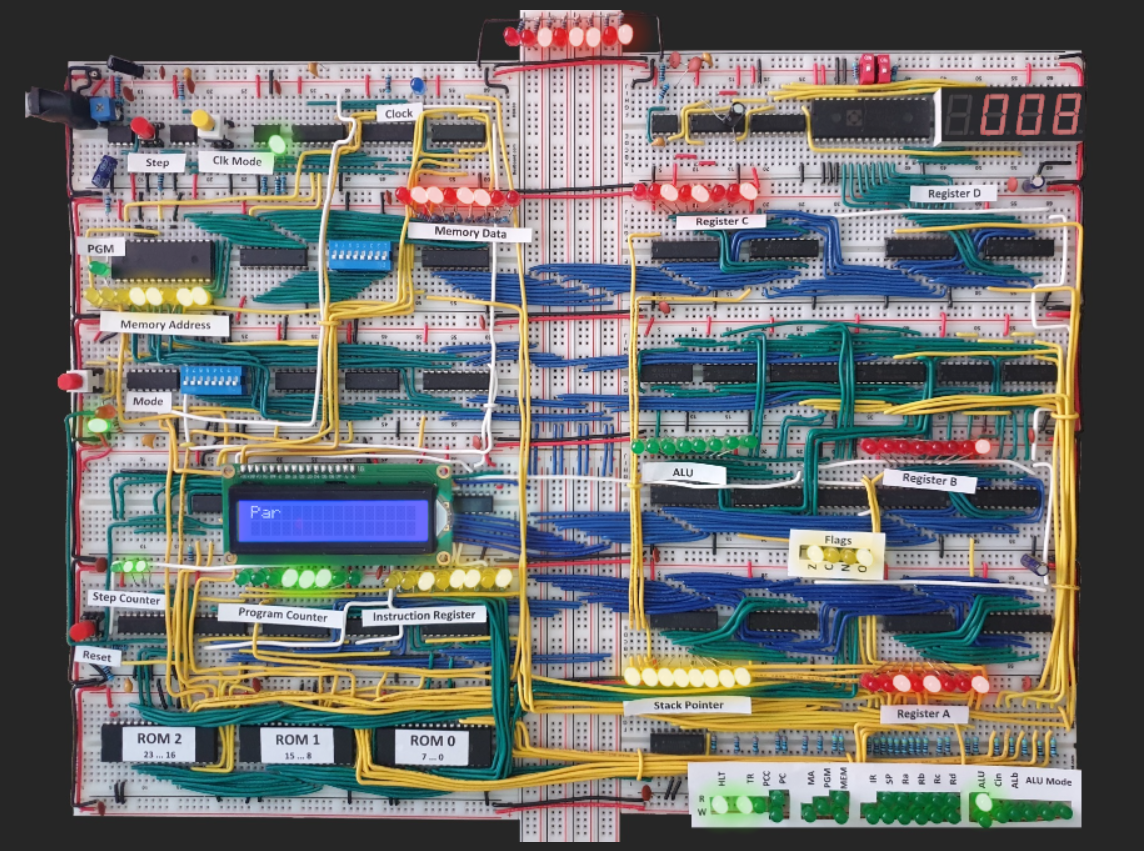 008
Clock
Step
Clk Mode
Register D
Register C
Memory Data
PGM
Memory Address
Mode
ALU
Register B
Par
Flags
Z
C
N
O
Step Counter
Program Counter
Instruction Register
Reset
Stack Pointer
Register A
ROM 2
23 ... 16
ROM 1
15 ... 8
ROM 0
7 ... 0
HLT
TR
PCC
PC
MA
PGM
MEM
IR
SP
Ra
Rb
Rc
Rd
ALU
Cin
ALb
ALU Mode
R
W